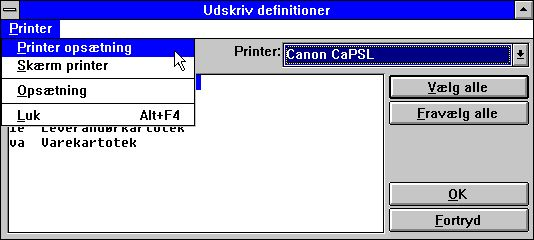 Udskriv definitioner
Printer
Printer opsætning
Skærm printer
Opsætning
Luk Alt+F4
Printer: Canon CaPSL
le Leverandørkartotek
va Varekartotek
Vælg alle
Fravælg alle
OK
Fortryd